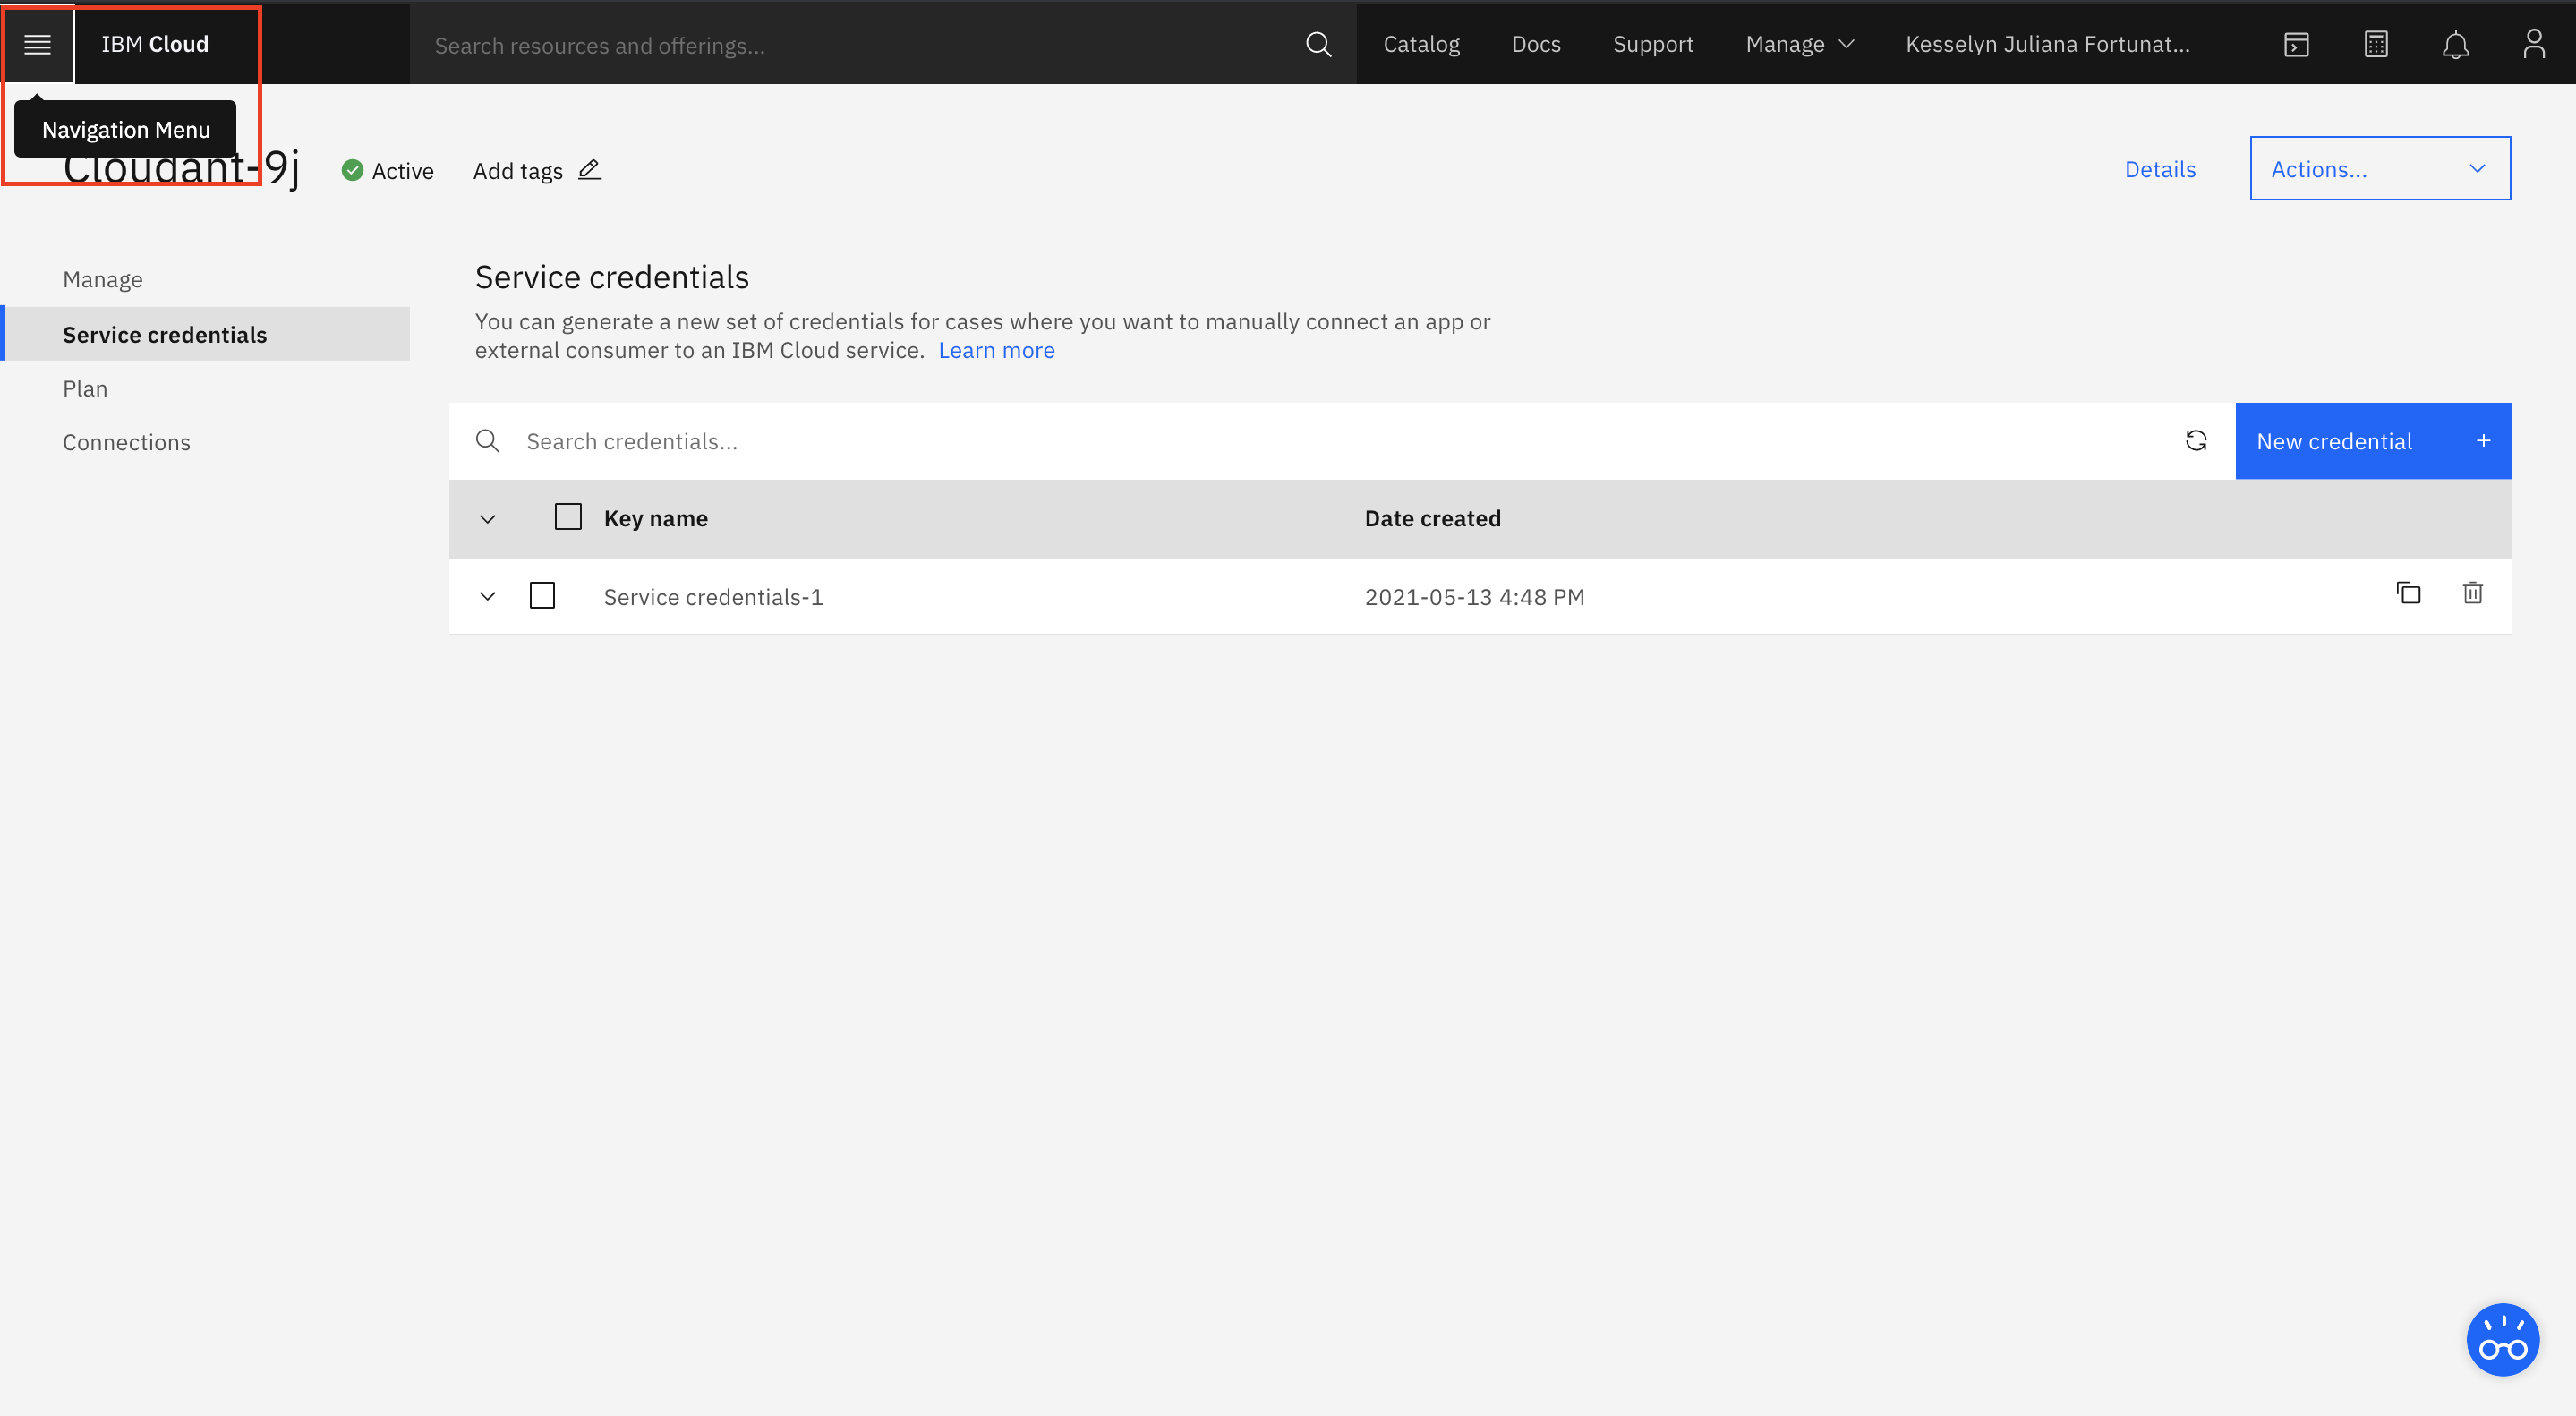 IBM Cloud
Search resources and offerings...
Catalog
Docs
Support
Manage
Kesselyn Juliana Fortunat...
Navigation Menu
Cloudant-9j
Active
Add tags
Details
Actions...
Manage
Service credentials
Plan
Connections
Service credentials
You can generate a new set of credentials for cases where you want to manually connect an app or
external consumer to an IBM Cloud service. Learn more
Search credentials...
New credential +
Key name
Date created
Service credentials-1
2021-05-13 4:48 PM